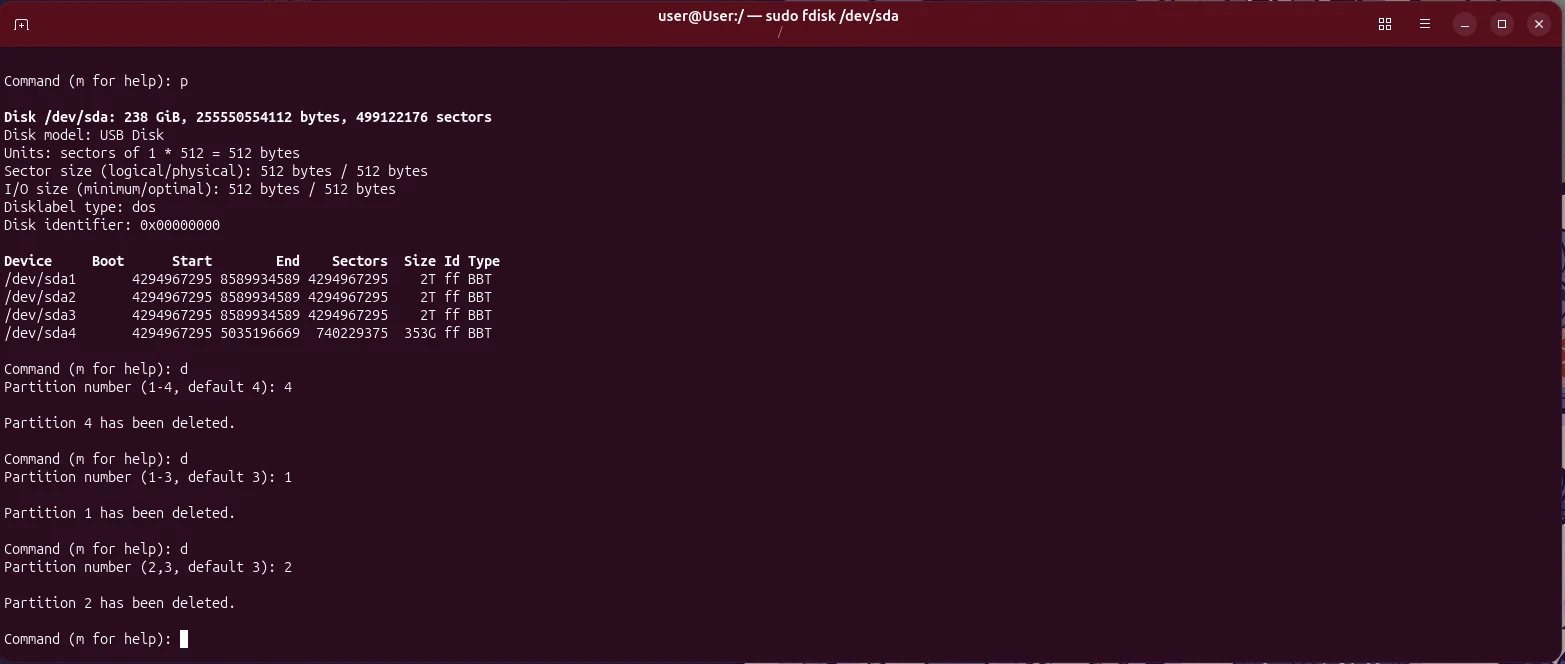 user@User:/ — sudo fdisk /dev/sda
/
Command (m for help): p
Disk /dev/sda: 238 GiB, 255550554112 bytes, 499122176 sectors
Disk model: USB Disk
Units: sectors of 1 * 512 = 512 bytes
Sector size (logical/physical): 512 bytes / 512 bytes
I/O size (minimum/optimal): 512 bytes / 512 bytes
Disklabel type: dos
Disk identifier: 0x00000000
Device     Boot      Start        End    Sectors  Size Id Type
/dev/sda1       4294967295 8589934589 4294967295    2T ff BBT
/dev/sda2       4294967295 8589934589 4294967295    2T ff BBT
/dev/sda3       4294967295 8589934589 4294967295    2T ff BBT
/dev/sda4       4294967295 5035196669  740229375  353G ff BBT
Command (m for help): d
Partition number (1-4, default 4): 4
Partition 4 has been deleted.
Command (m for help): d
Partition number (1-3, default 3): 1
Partition 1 has been deleted.
Command (m for help): d
Partition number (2,3, default 3): 2
Partition 2 has been deleted.
Command (m for help):